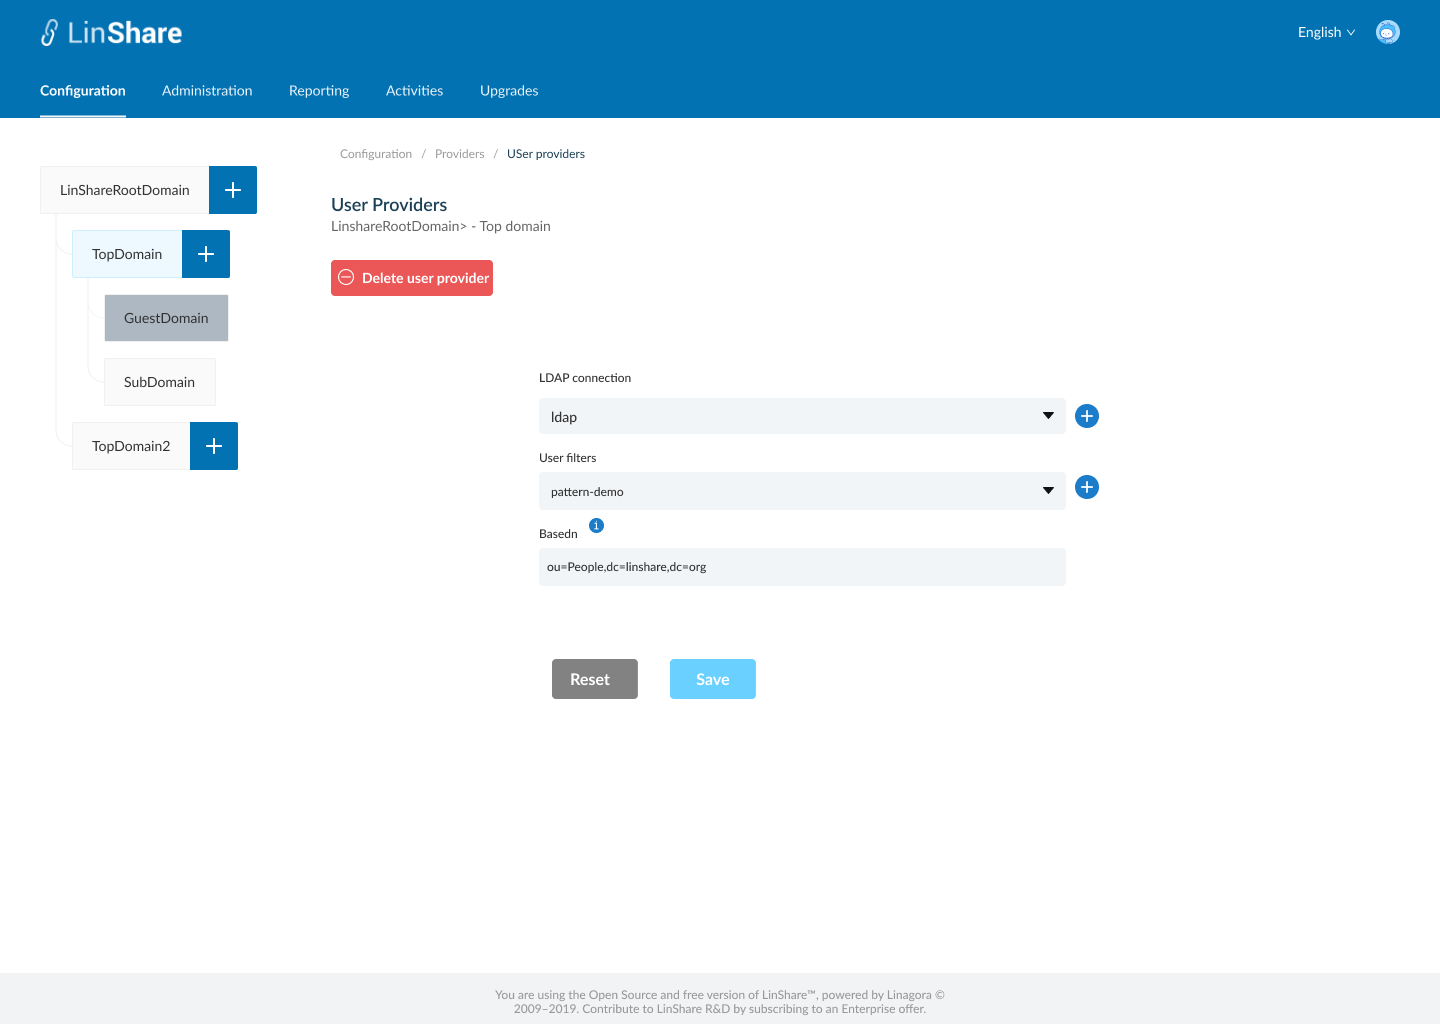 LinShare
English
Configuration Administration Reporting Activities Upgrades
Configuration / Providers / USer providers
LinShareRootDomain
TopDomain
GuestDomain
SubDomain
TopDomain2
User Providers
LinshareRootDomain> - Top domain
Delete user provider
LDAP connection
ldap
User filters
pattern-demo
Basedn
ou=People,dc=linshare,dc=org
Reset Save
You are using the Open Source and free version of LinShare™, powered by Linagora ©
2009–2019. Contribute to LinShare R&D by subscribing to an Enterprise offer.